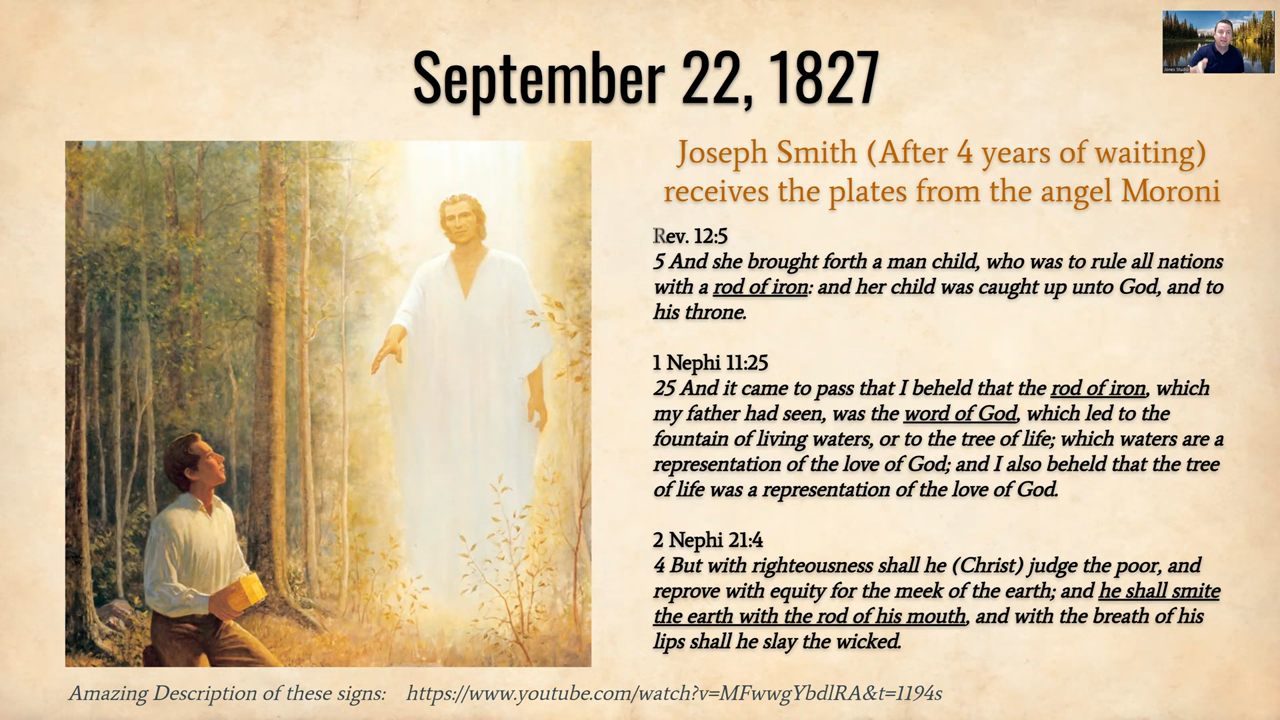 September 22, 1827
Joseph Smith (After 4 years of waiting)
receives the plates from the angel Moroni
Rev. 12:5
5 And she brought forth a man child, who was to rule all nations
with a rod of iron: and her child was caught up unto God, and to
his throne.
1 Nephi 11:25
25 And it came to pass that I beheld that the rod of iron, which
my father had seen, was the word of God, which led to the
fountain of living waters, or to the tree of life; which waters are a
representation of the love of God; and I also beheld that the tree
of life was a representation of the love of God.
2 Nephi 21:4
4 But with righteousness shall he (Christ) judge the poor, and
reprove with equity for the meek of the earth; and he shall smite
the earth with the rod of his mouth, and with the breath of his
lips shall he slay the wicked.
Amazing Description of these signs: https://www.youtube.com/watch?v=MFwwgYbdlRA&t=1194s